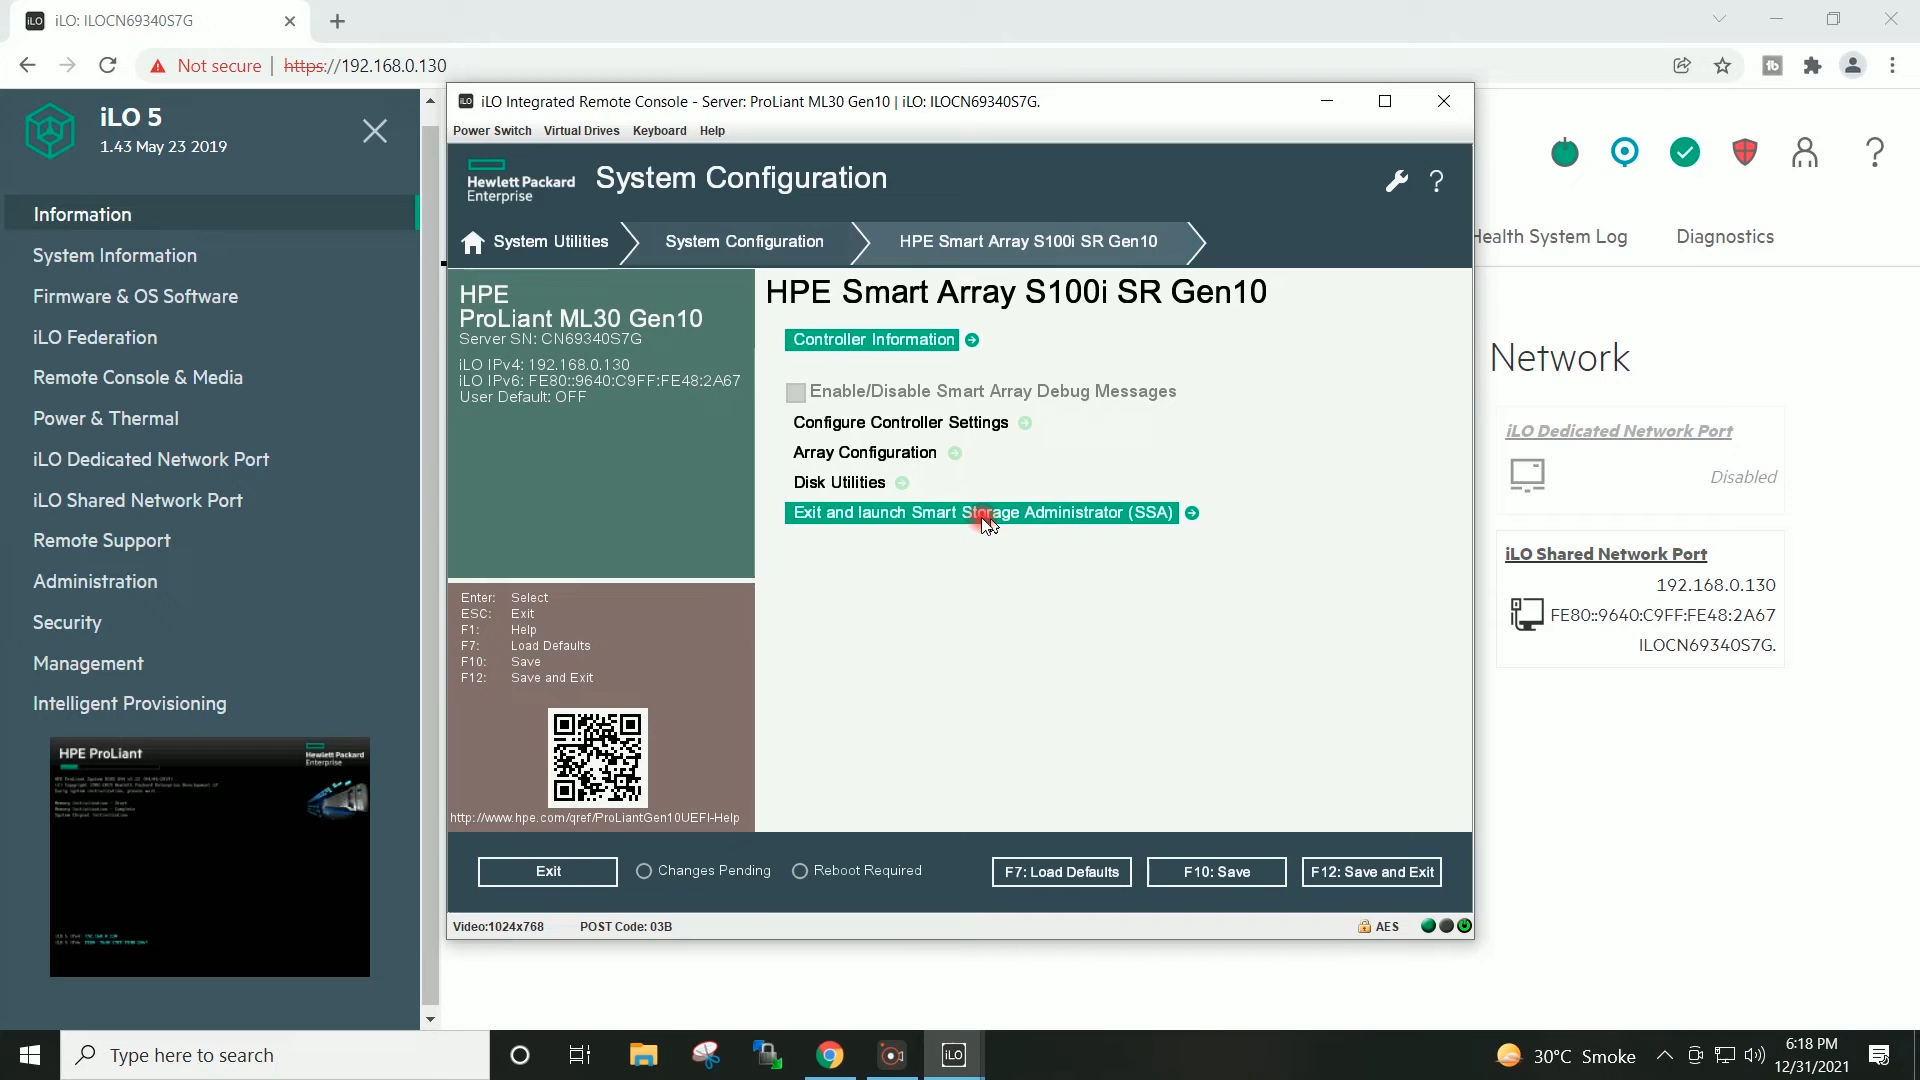 iLO: ILOCN69340S7G
Not secure | https://192.168.0.130
iLO 5
1.43 May 23 2019
Information
System Information
Firmware & OS Software
iLO Federation
Remote Console & Media
Power & Thermal
iLO Dedicated Network Port
iLO Shared Network Port
Remote Support
Administration
Security
Management
Intelligent Provisioning
HPE ProLiant
Hewlett Packard
Enterprise
iLO Integrated Remote Console - Server: ProLiant ML30 Gen10 | iLO: ILOCN69340S7G.
Power Switch Virtual Drives Keyboard Help
Hewlett Packard
Enterprise
System Configuration
System Utilities
System Configuration
HPE Smart Array S100i SR Gen10
HPE
ProLiant ML30 Gen10
Server SN: CN69340S7G
iLO IPv4: 192.168.0.130
iLO IPv6: FE80::9640:C9FF:FE48:2A67
User Default: OFF
Enter: Select
ESC: Exit
F1: Help
F7: Load Defaults
F10: Save
F12: Save and Exit
http://www.hpe.com/qref/ProLiantGen10UEFI-Help
HPE Smart Array S100i SR Gen10
Controller Information
Enable/Disable Smart Array Debug Messages
Configure Controller Settings
Array Configuration
Disk Utilities
Exit and launch Smart Storage Administrator (SSA)
Exit
Changes Pending
Reboot Required
F7: Load Defaults
F10: Save
F12: Save and Exit
Video:1024x768
POST Code: 03B
AES
Health System Log
Diagnostics
Network
iLO Dedicated Network Port
Disabled
iLO Shared Network Port
192.168.0.130
FE80::9640:C9FF:FE48:2A67
ILOCN69340S7G.
Type here to search
iLO
30°C Smoke
6:18 PM
12/31/2021